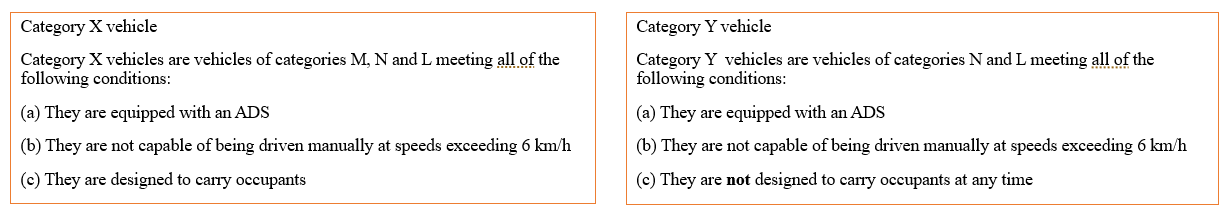 Category X vehicle
Category X vehicles are vehicles of categories M, N and L meeting all of the
following conditions:
(a) They are equipped with an ADS
(b) They are not capable of being driven manually at speeds exceeding 6 km/h
(c) They are designed to carry occupants
Category Y vehicle
Category Y  vehicles are vehicles of categories N and L meeting all of the
following conditions:
(a) They are equipped with an ADS
(b) They are not capable of being driven manually at speeds exceeding 6 km/h
(c) They are not designed to carry occupants at any time